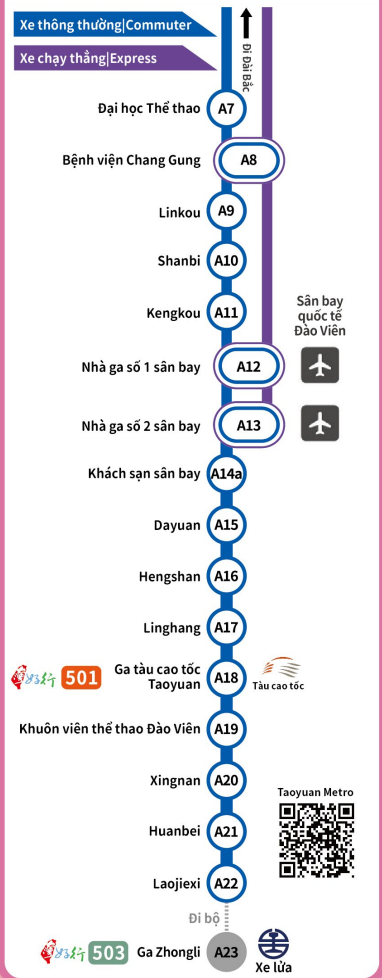 Xe thông thường|Commuter
Xe chạy thẳng|Express
Đi Đài Bắc
Đại học Thể thao A7
Bệnh viện Chang Gung A8
Linkou A9
Shanbi A10
Kengkou A11
Sân bay
quốc tế
Đào Viên
Nhà ga số 1 sân bay A12
Nhà ga số 2 sân bay A13
Khách sạn sân bay A14a
Dayuan A15
Hengshan A16
Linghang A17
好行 501
Ga tàu cao tốc
Taoyuan A18
Tàu cao tốc
Khuôn viên thể thao Đào Viên A19
Xingnan A20
Taoyuan Metro
Huanbei A21
Laojiexi A22
Đi bộ
好行 503 Ga Zhongli A23
Xe lửa